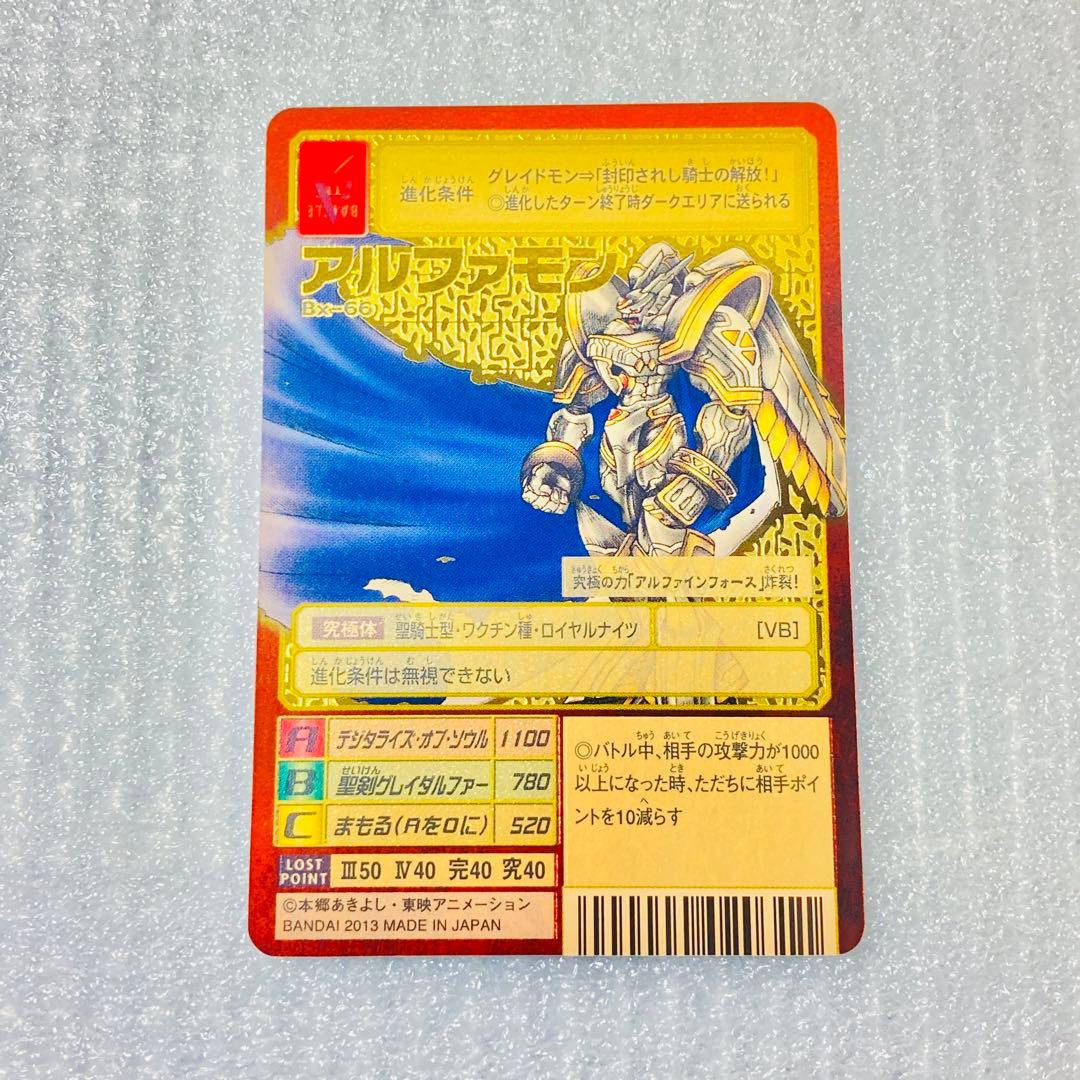 進化条件 グレイドモン⇒「封印されし騎士の解放！」
◎進化したターン終了時ダークエリアに送られる
BATTLE
アルファモン
Bx-66
究極の力「アルファインフォース」炸裂！
究極体 聖騎士型・ワクチン種・ロイヤルナイツ [VB]
進化条件は無視できない
A デジタライズ・オブ・ソウル 1100
B 聖剣グレイダルファー 780
C まもる(Aを0に) 520
LOST POINT Ⅲ50 Ⅳ40 完40 究40
◎バトル中、相手の攻撃力が1000
以上になった時、ただちに相手ポイ
ントを10減らす
©本郷あきよし・東映アニメーション
BANDAI 2013 MADE IN JAPAN